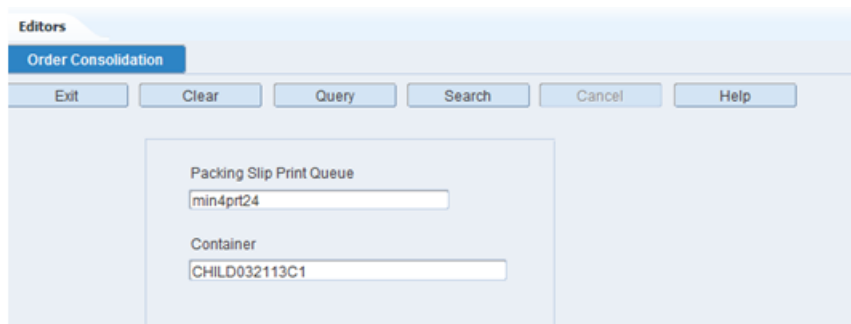 Editors
Order Consolidation
Exit Clear Query Search Cancel Help
Packing Slip Print Queue
min4prt24
Container
CHILD032113C1